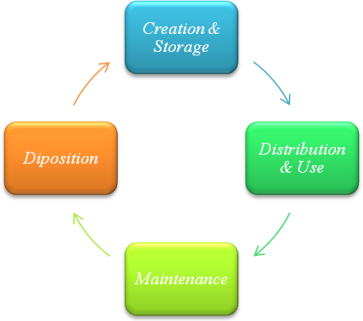 Creation &
Storage
Distribution
& Use
Maintenance
Diposition